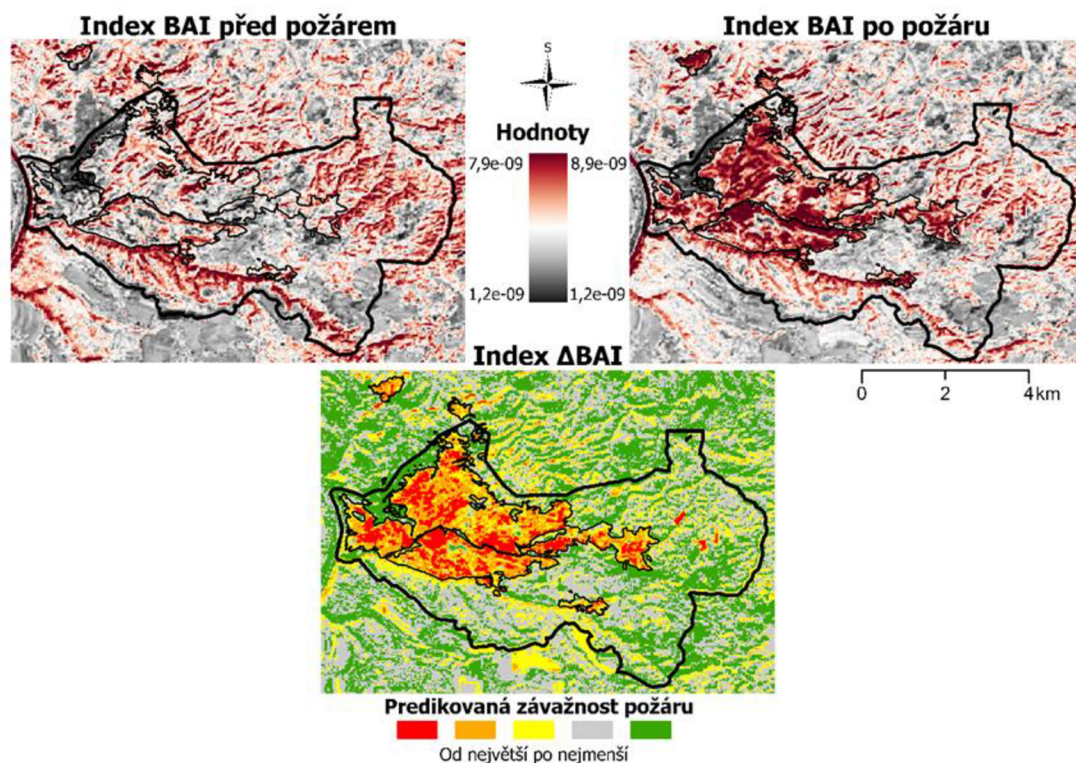 Index BAI před požárem
Index BAI po požáru
S
Hodnoty
7,9e-09
8,9e-09
1,2e-09
1,2e-09
Index ΔBAI
0
2
4 km
Predikovaná závažnost požáru
Od největší po nejmenší